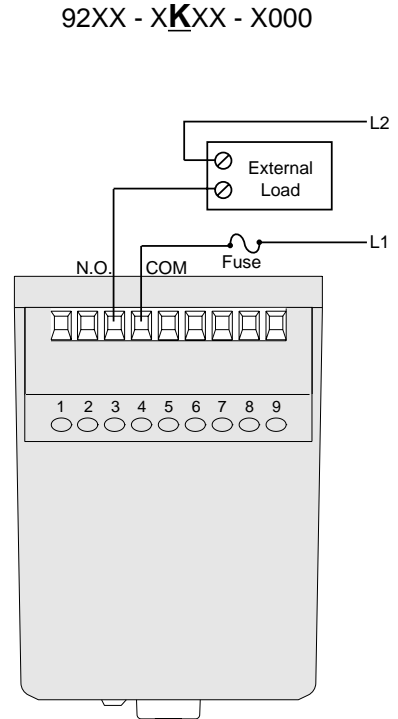 92XX - XKXX - X000
L2
External
Load
L1
Fuse
N.O. COM
1 2 3 4 5 6 7 8 9